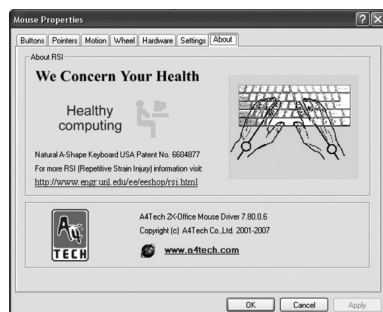 Mouse Properties
Buttons Pointers Motion Wheel Hardware Settings About
About RSI
We Concern Your Health
Healthy
computing
Natural A-Shape Keyboard USA Patent No. 6604877
For more RSI (Repetitive Strain Injury) information visit:
http://www.engr.unl.edu/ee/eeshop/rsi.html
A4
TECH
A4Tech 2X-Office Mouse Driver 7.80.0.6
Copyright (c) A4Tech Co.,Ltd. 2001-2007
www.a4tech.com
OK Cancel Apply